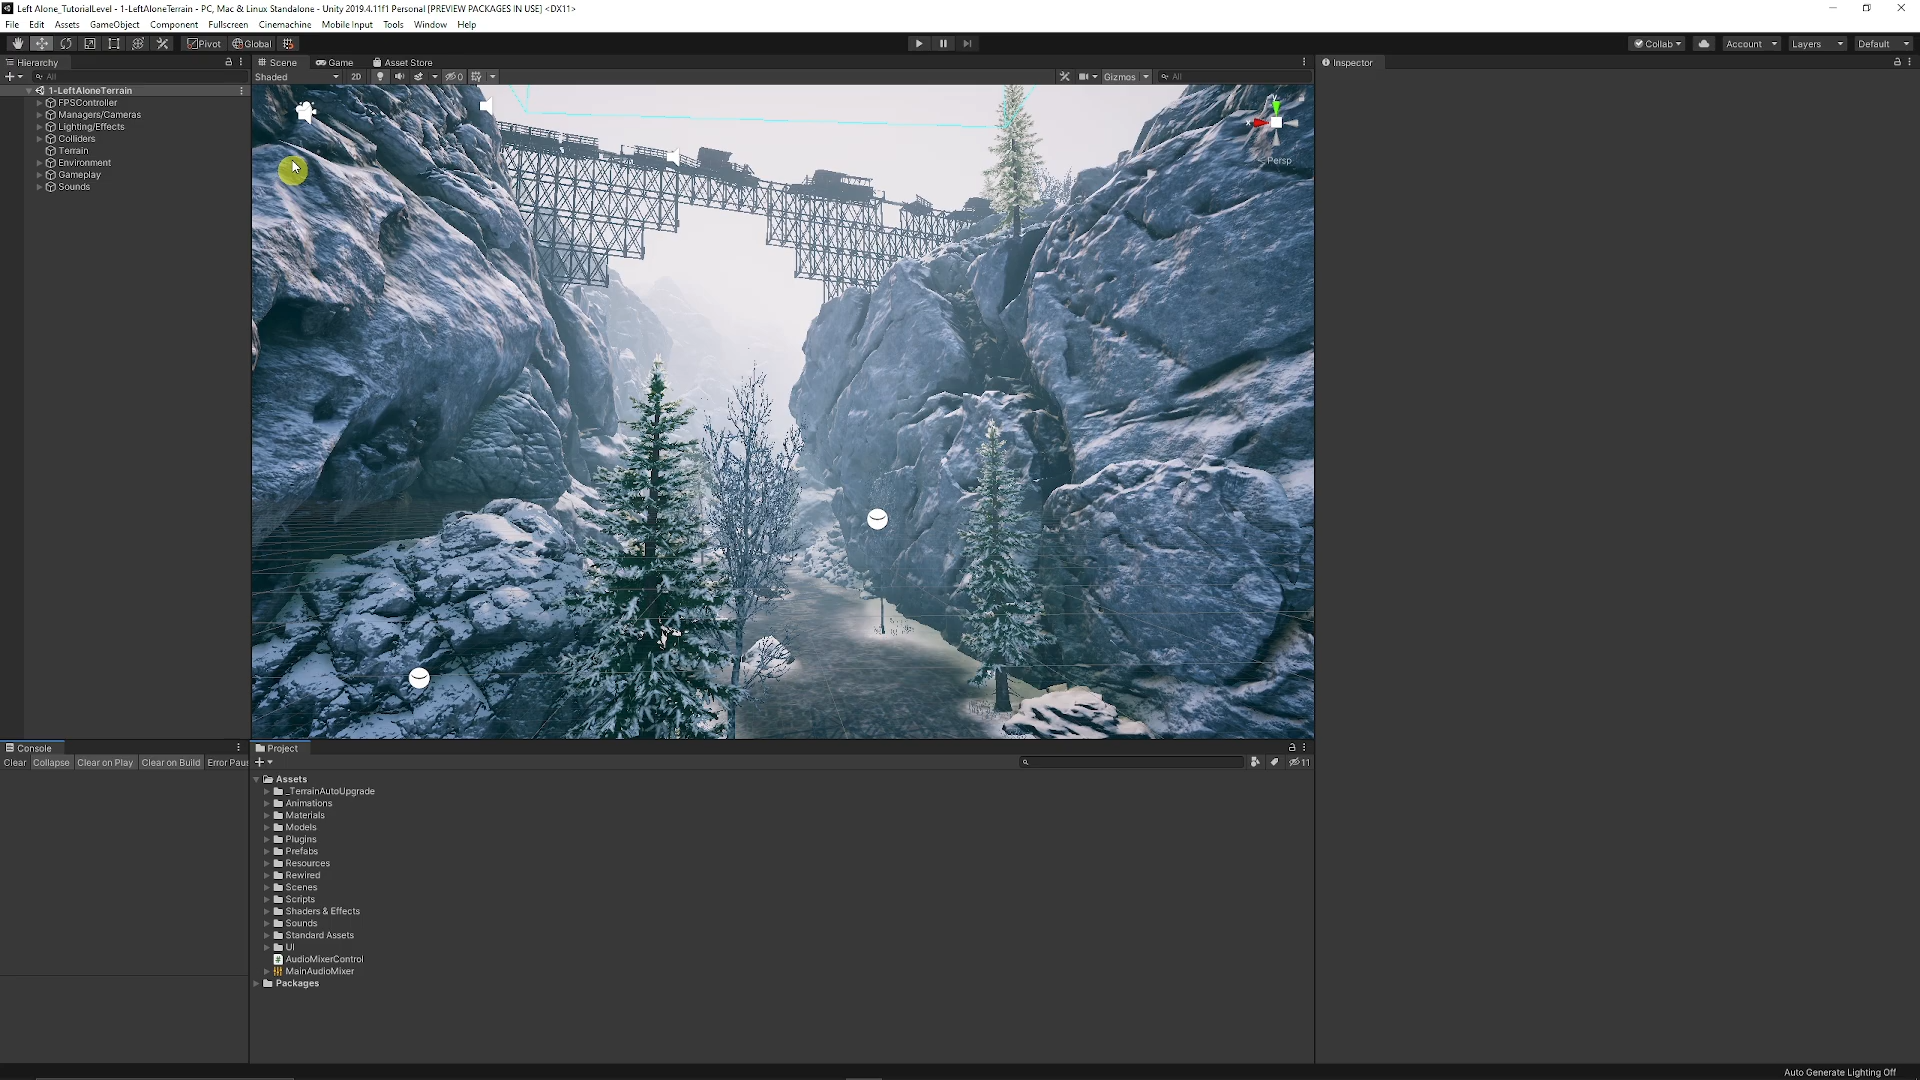 Left Alone_TutorialLevel - 1-LeftAloneTerrain - PC, Mac & Linux Standalone - Unity 2019.4.11f1 Personal [PREVIEW PACKAGES IN USE] <DX11>
File Edit Assets GameObject Component Fullscreen Cinemachine Mobile Input Tools Window Help
Pivot Global Collab Account Layers Default
Hierarchy
All
1-LeftAloneTerrain
FPSController
Managers/Cameras
Lighting/Effects
Colliders
Terrain
Environment
Gameplay
Sounds
Scene Game Asset Store
Shaded 2D 0 Gizmos All
x y
Persp
Inspector
Console
Clear Collapse Clear on Play Clear on Build Error Paus
Project
11
Assets
_TerrainAutoUpgrade
Animations
Materials
Models
Plugins
Prefabs
Resources
Rewired
Scenes
Scripts
Shaders & Effects
Sounds
Standard Assets
UI
AudioMixerControl
MainAudioMixer
Packages
Auto Generate Lighting Off